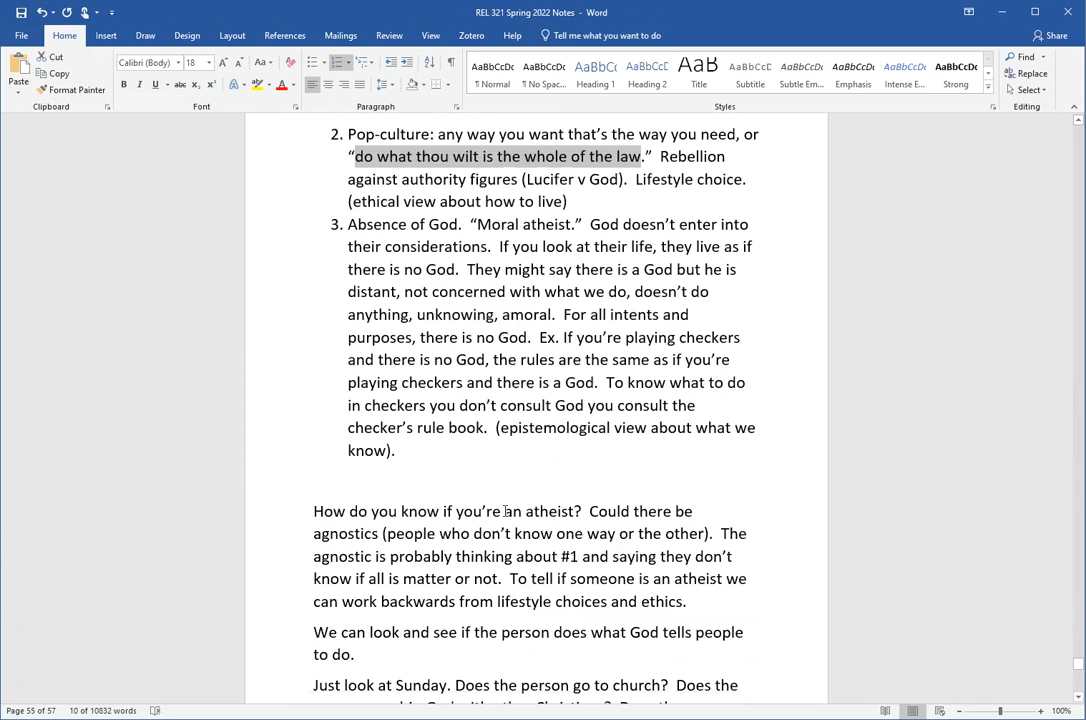 REL 321 Spring 2022 Notes - Word
File Home Insert Draw Design Layout References Mailings Review View Zotero Help Tell me what you want to do Share
Paste
Cut
Copy
Format Painter
Clipboard
Calibri (Body) 18
Font
Paragraph
AaBbCcDc AaBbCcDc AaBbCc AaBbCc AaB AaBbCcDc AaBbCcDc AaBbCcDc AaBbCcDc AaBbCcDc
¶ Normal ¶ No Spac... Heading 1 Heading 2 Title Subtitle Subtle Em... Emphasis Intense E... Strong
Styles
Find
Replace
Select
Editing
2. Pop-culture: any way you want that’s the way you need, or
“do what thou wilt is the whole of the law.” Rebellion
against authority figures (Lucifer v God). Lifestyle choice.
(ethical view about how to live)
3. Absence of God. “Moral atheist.” God doesn’t enter into
their considerations. If you look at their life, they live as if
there is no God. They might say there is a God but he is
distant, not concerned with what we do, doesn’t do
anything, unknowing, amoral. For all intents and
purposes, there is no God. Ex. If you’re playing checkers
and there is no God, the rules are the same as if you’re
playing checkers and there is a God. To know what to do
in checkers you don’t consult God you consult the
checker’s rule book. (epistemological view about what we
know).
How do you know if you’re an atheist? Could there be
agnostics (people who don’t know one way or the other). The
agnostic is probably thinking about #1 and saying they don’t
know if all is matter or not. To tell if someone is an atheist we
can work backwards from lifestyle choices and ethics.
We can look and see if the person does what God tells people
to do.
Just look at Sunday. Does the person go to church? Does the
Page 55 of 57 10 of 10832 words
100%